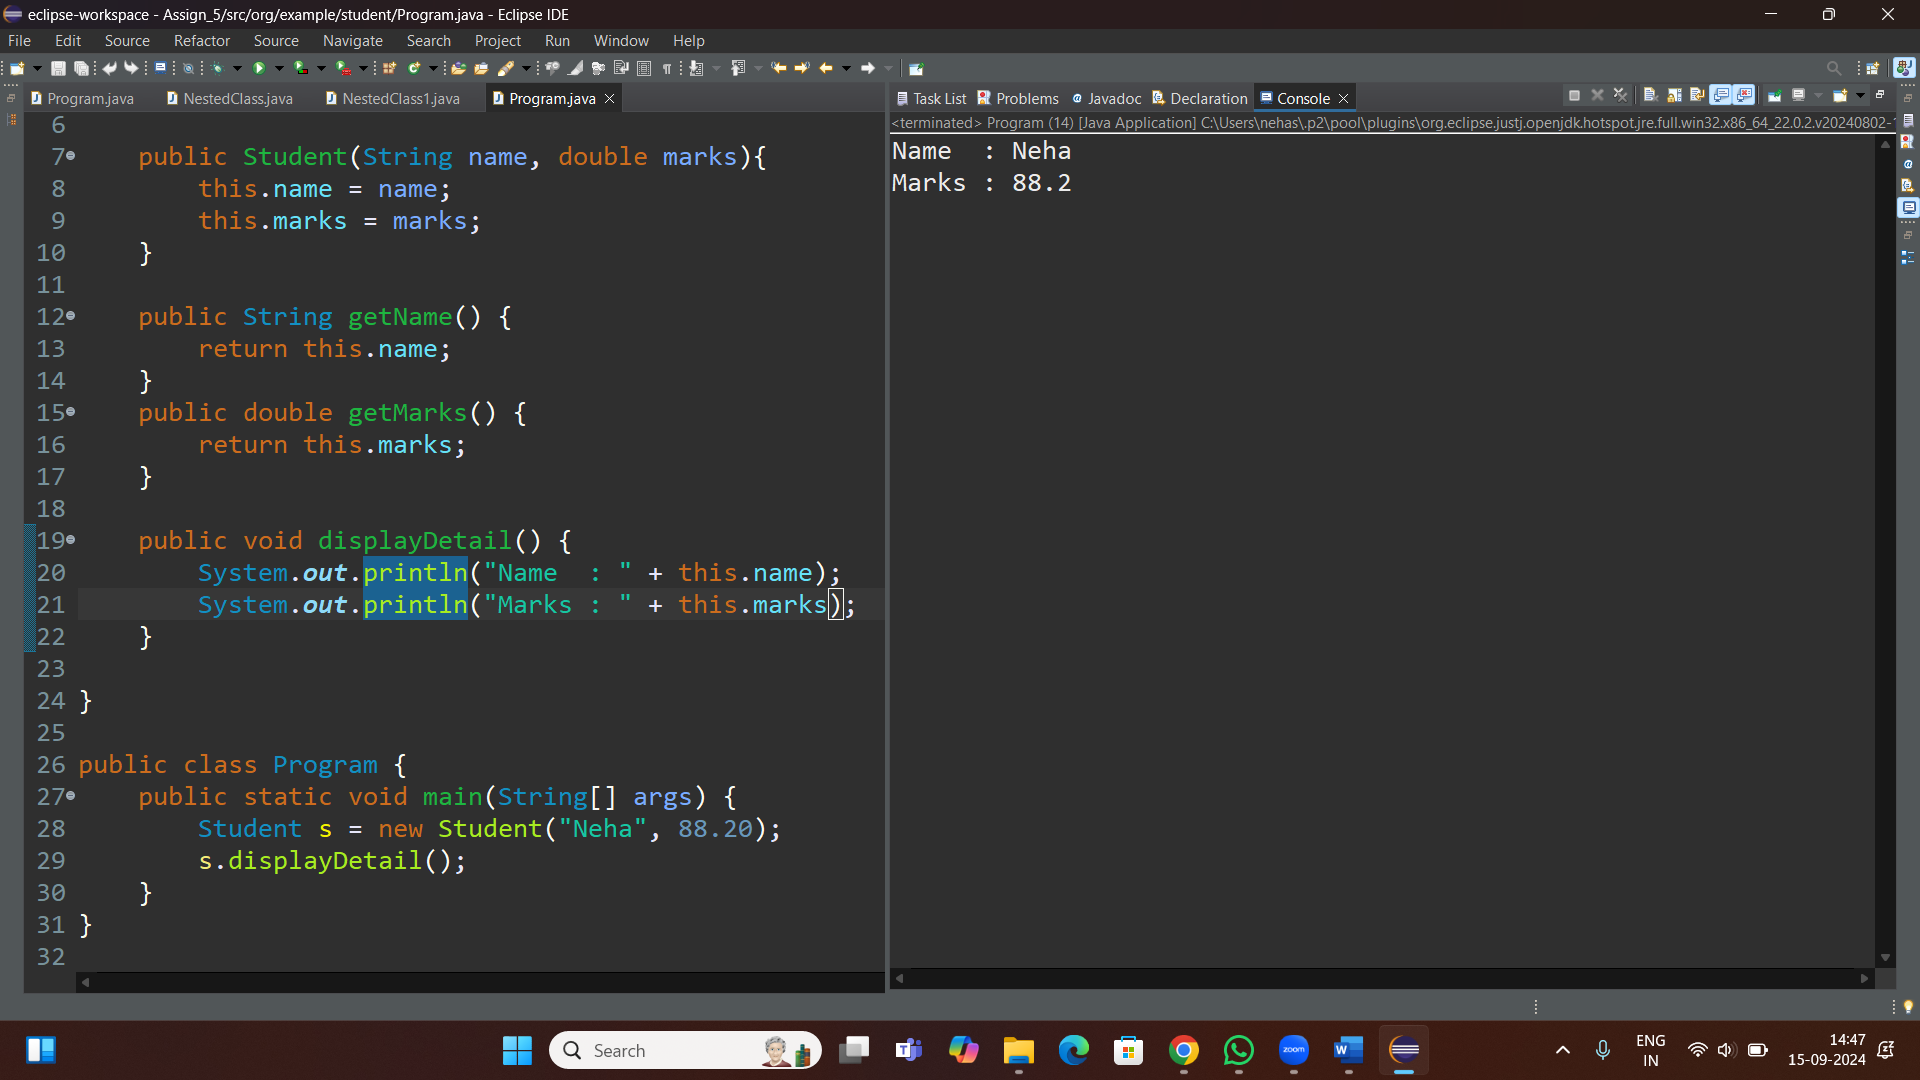 eclipse-workspace - Assign_5/src/org/example/student/Program.java - Eclipse IDE
File Edit Source Refactor Source Navigate Search Project Run Window Help
Program.java NestedClass.java NestedClass1.java Program.java
6
7 public Student(String name, double marks){
8 this.name = name;
9 this.marks = marks;
10 }
11
12 public String getName() {
13 return this.name;
14 }
15 public double getMarks() {
16 return this.marks;
17 }
18
19 public void displayDetail() {
20 System.out.println("Name  : " + this.name);
21 System.out.println("Marks : " + this.marks);
22 }
23
24 }
25
26 public class Program {
27 public static void main(String[] args) {
28 Student s = new Student("Neha", 88.20);
29 s.displayDetail();
30 }
31 }
32
Task List Problems Javadoc Declaration Console
<terminated> Program (14) [Java Application] C:\Users\nehas\.p2\pool\plugins\org.eclipse.justj.openjdk.hotspot.jre.full.win32.x86_64_22.0.2.v20240802-1
Name  : Neha
Marks : 88.2
Search
zoom
ENG
IN
14:47
15-09-2024